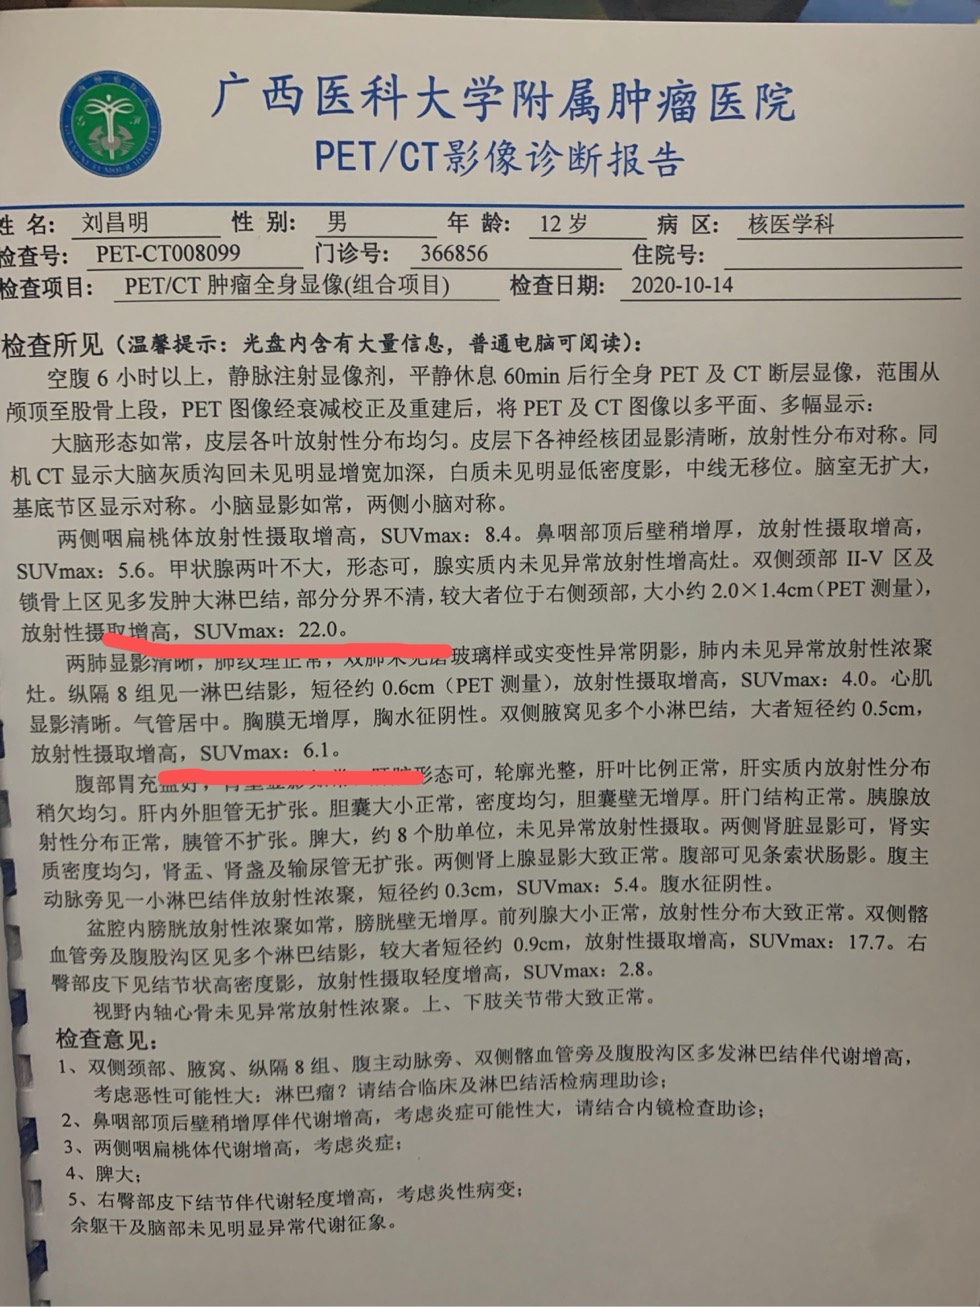 广西医科大学附属肿瘤医院
PET/CT影像诊断报告
姓 名: 刘昌明 性 别: 男 年 龄: 12 岁 病 区: 核医学科
检查号: PET-CT008099 门诊号: 366856 住院号:
检查项目: PET/CT 肿瘤全身显像(组合项目) 检查日期: 2020-10-14
检查所见（温馨提示：光盘内含有大量信息，普通电脑可阅读）：
空腹 6 小时以上，静脉注射显像剂，平静休息 60min 后行全身 PET 及 CT 断层显像，范围从
颅顶至股骨上段，PET 图像经衰减校正及重建后，将 PET 及 CT 图像以多平面、多幅显示：
大脑形态如常，皮层各叶放射性分布均匀。皮层下各神经核团显影清晰，放射性分布对称。同
机 CT 显示大脑灰质沟回未见明显增宽加深，白质未见明显低密度影，中线无移位。脑室无扩大，
基底节区显示对称。小脑显影如常，两侧小脑对称。
两侧咽扁桃体放射性摄取增高，SUVmax：8.4。鼻咽部顶后壁稍增厚，放射性摄取增高，
SUVmax：5.6。甲状腺两叶不大，形态可，腺实质内未见异常放射性增高灶。双侧颈部 II-V 区及
锁骨上区见多发肿大淋巴结，部分分界不清，较大者位于右侧颈部，大小约 2.0×1.4cm（PET 测量），
放射性摄取增高，SUVmax：22.0。
两肺显影清晰，肺纹理正常，双肺未见磨玻璃样或实变性异常阴影，肺内未见异常放射性浓聚
灶。纵隔 8 组见一淋巴结影，短径约 0.6cm（PET 测量），放射性摄取增高，SUVmax：4.0。心肌
显影清晰。气管居中。胸膜无增厚，胸水征阴性。双侧腋窝见多个小淋巴结，大者短径约 0.5cm，
放射性摄取增高，SUVmax：6.1。
腹部胃充盈好，形态可，轮廓光整，肝叶比例正常，肝实质内放射性分布
稍欠均匀。肝内外胆管无扩张。胆囊大小正常，密度均匀，胆囊壁无增厚。肝门结构正常。胰腺放
射性分布正常，胰管不扩张。脾大，约 8 个肋单位，未见异常放射性摄取。两侧肾脏显影可，肾实
质密度均匀，肾盂、肾盏及输尿管无扩张。两侧肾上腺显影大致正常。腹部可见条索状肠影。腹主
动脉旁见一小淋巴结伴放射性浓聚，短径约 0.3cm，SUVmax：5.4。腹水征阴性。
盆腔内膀胱放射性浓聚如常，膀胱壁无增厚。前列腺大小正常，放射性分布大致正常。双侧髂
血管旁及腹股沟区见多个淋巴结影，较大者短径约 0.9cm，放射性摄取增高，SUVmax：17.7。右
臀部皮下见结节状高密度影，放射性摄取轻度增高，SUVmax：2.8。
视野内轴心骨未见异常放射性浓聚。上、下肢关节带大致正常。
检查意见：
1、双侧颈部、腋窝、纵隔 8 组、腹主动脉旁、双侧髂血管旁及腹股沟区多发淋巴结伴代谢增高，
考虑恶性可能性大：淋巴瘤？请结合临床及淋巴结活检病理助诊；
2、鼻咽部顶后壁稍增厚伴代谢增高，考虑炎症可能性大，请结合内镜检查助诊；
3、两侧咽扁桃体代谢增高，考虑炎症；
4、脾大；
5、右臀部皮下结节伴代谢轻度增高，考虑炎性病变；
余躯干及脑部未见明显异常代谢征象。